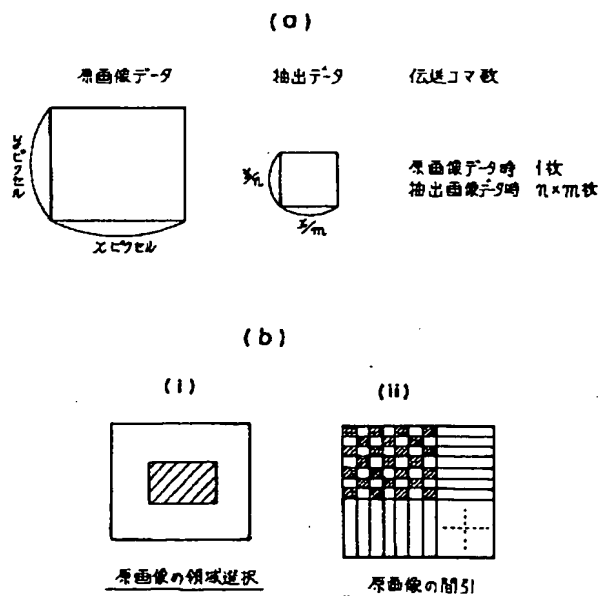 (a)
原画像データ 抽出データ 伝送コマ数
yピクセル
xピクセル
y/n
x/m
原画像データ時 1枚
抽出画像データ時 n×m枚
(b)
(i) (ii)
原画像の領域選択
原画像の間引